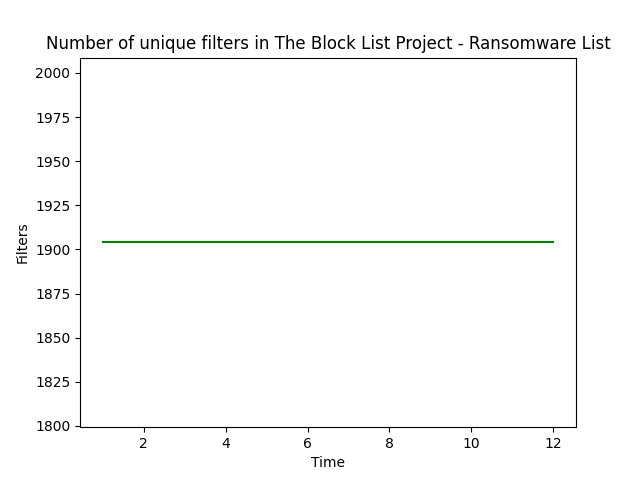 Number of unique filters in The Block List Project - Ransomware List
2000
1975
1950
1925
1900
1875
1850
1825
1800
Filters
2 4 6 8 10 12
Time